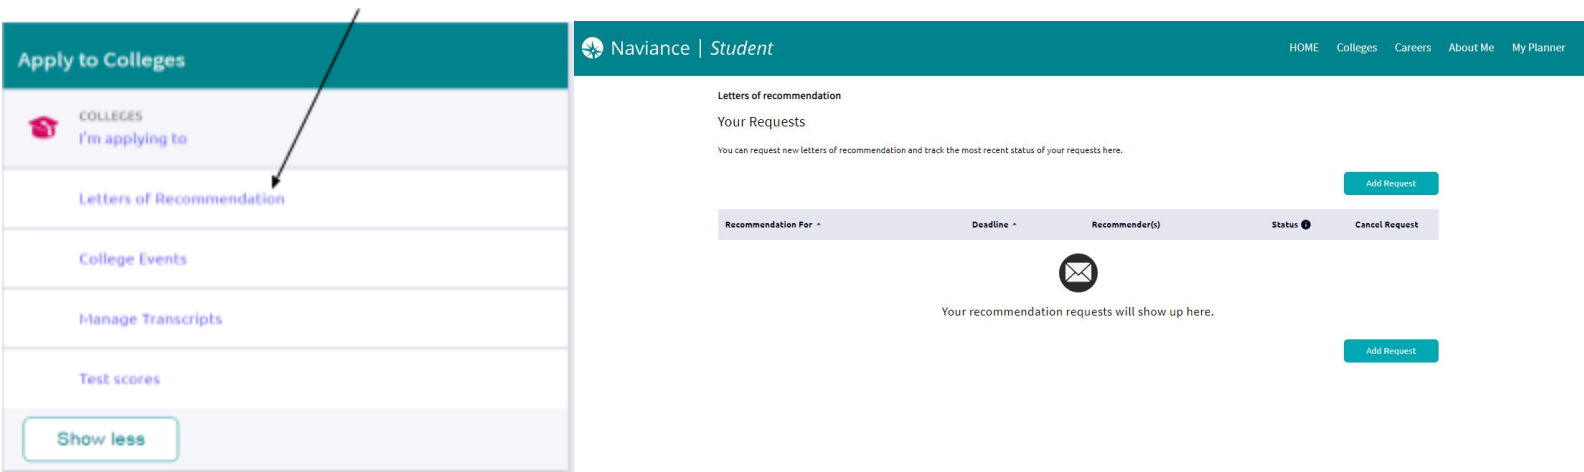 Apply to Colleges
COLLEGES
I'm applying to
Letters of Recommendation
College Events
Manage Transcripts
Test scores
Show less
Naviance | Student
HOME Colleges Careers About Me My Planner
Letters of recommendation
Your Requests
You can request new letters of recommendation and track the most recent status of your requests here.
Add Request
Recommendation For Deadline Recommender(s) Status Cancel Request
Your recommendation requests will show up here.
Add Request